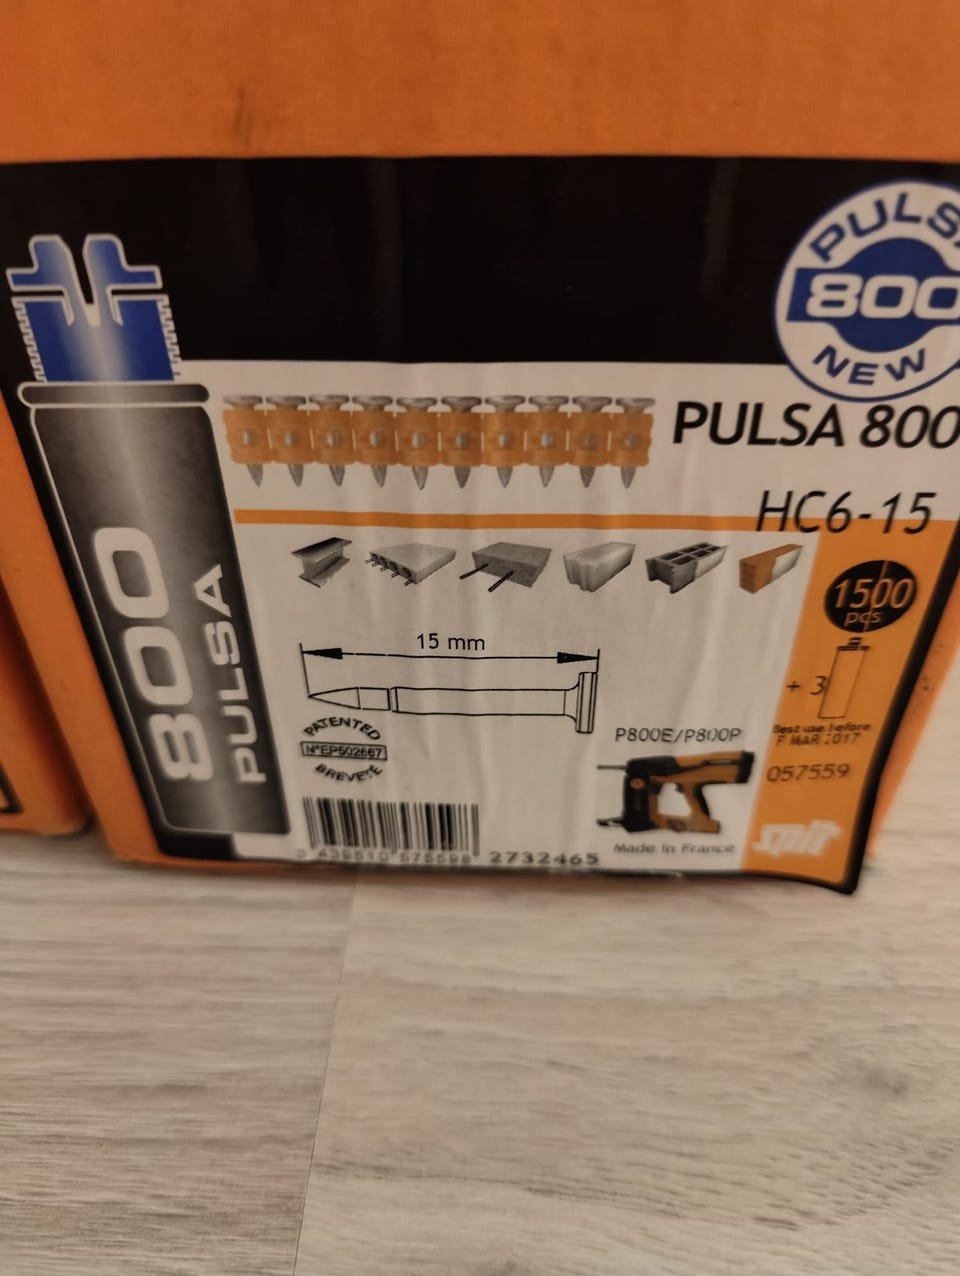 PULSA
800
NEW
PULSA 800
HC6-15
1500
pcs
+ 3
15 mm
800
PULSA
PATENTED
N°EP502667
BREVETE
P800E/P800P
Best use before
MAR 2017
057559
Made in France
spit
2732465